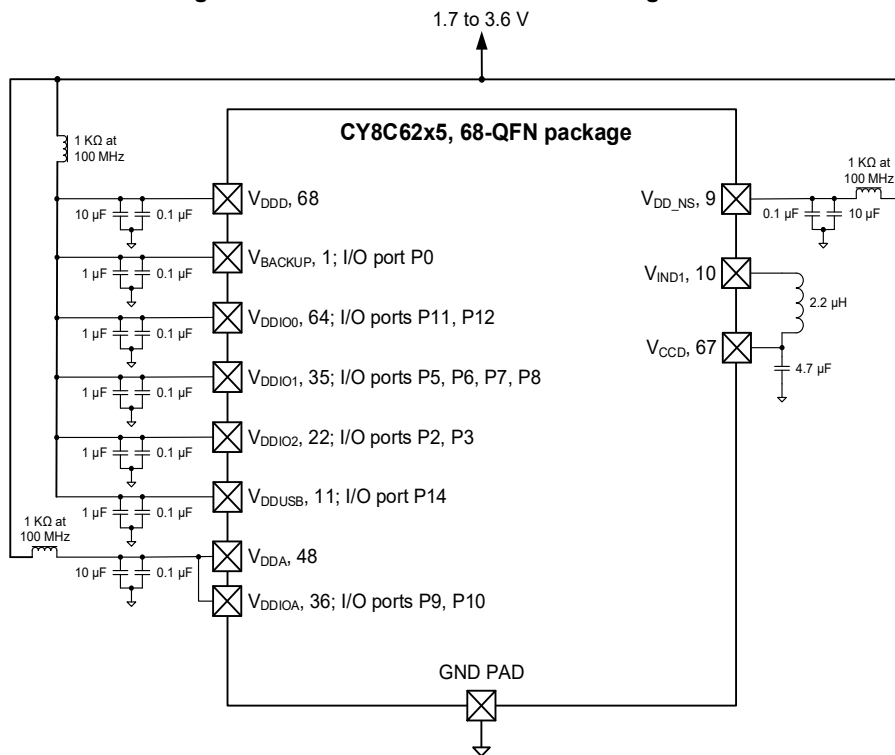 1.7 to 3.6 V
CY8C62x5, 68-QFN package
1 KΩ at
100 MHz
1 KΩ at
100 MHz
VDDD, 68
VDD_NS, 9
10 µF
0.1 µF
0.1 µF
10 µF
VBACKUP, 1; I/O port P0
1 µF
0.1 µF
VIND1, 10
2.2 µH
VDDIO0, 64; I/O ports P11, P12
1 µF
0.1 µF
VCCD, 67
4.7 µF
VDDIO1, 35; I/O ports P5, P6, P7, P8
1 µF
0.1 µF
VDDIO2, 22; I/O ports P2, P3
1 µF
0.1 µF
VDDUSB, 11; I/O port P14
1 µF
0.1 µF
1 KΩ at
100 MHz
VDDA, 48
10 µF
0.1 µF
VDDIOA, 36; I/O ports P9, P10
GND PAD